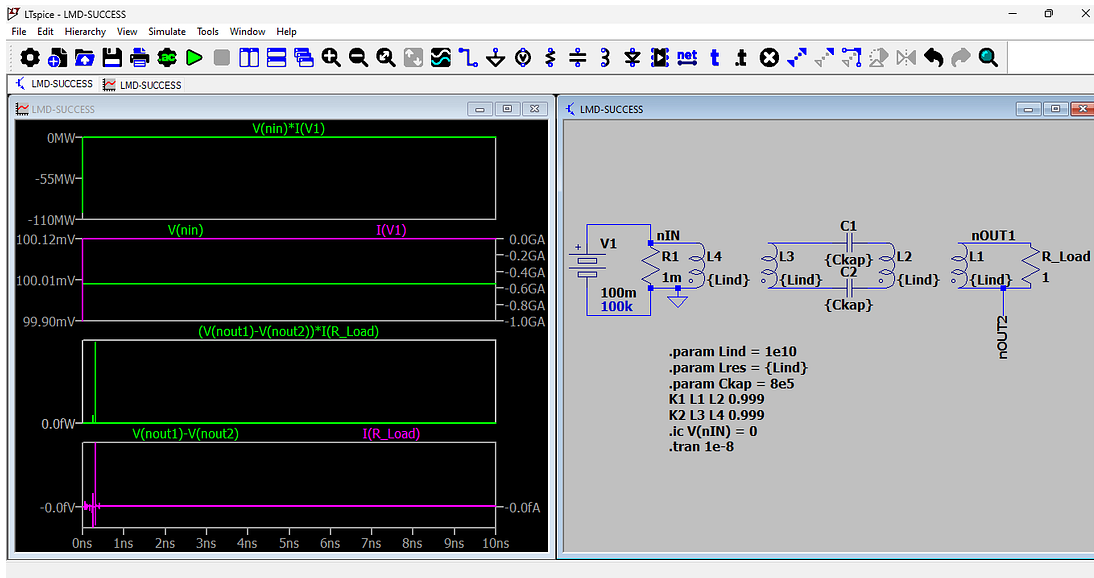 LTspice - LMD-SUCCESS
File Edit Hierarchy View Simulate Tools Window Help
.ac net t .t
LMD-SUCCESS LMD-SUCCESS
LMD-SUCCESS
V(nin)*I(V1)
0MW
-55MW
-110MW
V(nin) I(V1)
100.12mV 0.0GA
-0.2GA
-0.4GA
100.01mV
-0.6GA
-0.8GA
99.90mV -1.0GA
(V(nout1)-V(nout2))*I(R_Load)
0.0fW
V(nout1)-V(nout2) I(R_Load)
-0.0fV -0.0fA
0ns 1ns 2ns 3ns 4ns 5ns 6ns 7ns 8ns 9ns 10ns
LMD-SUCCESS
C1
nIN nOUT1
+ V1 R1 L4 L3 {Ckap} L2 L1 R_Load
C2
1m {Lind} {Lind} {Lind} {Lind} 1
100m
100k {Ckap}
nOUT2
.param Lind = 1e10
.param Lres = {Lind}
.param Ckap = 8e5
K1 L1 L2 0.999
K2 L3 L4 0.999
.ic V(nIN) = 0
.tran 1e-8